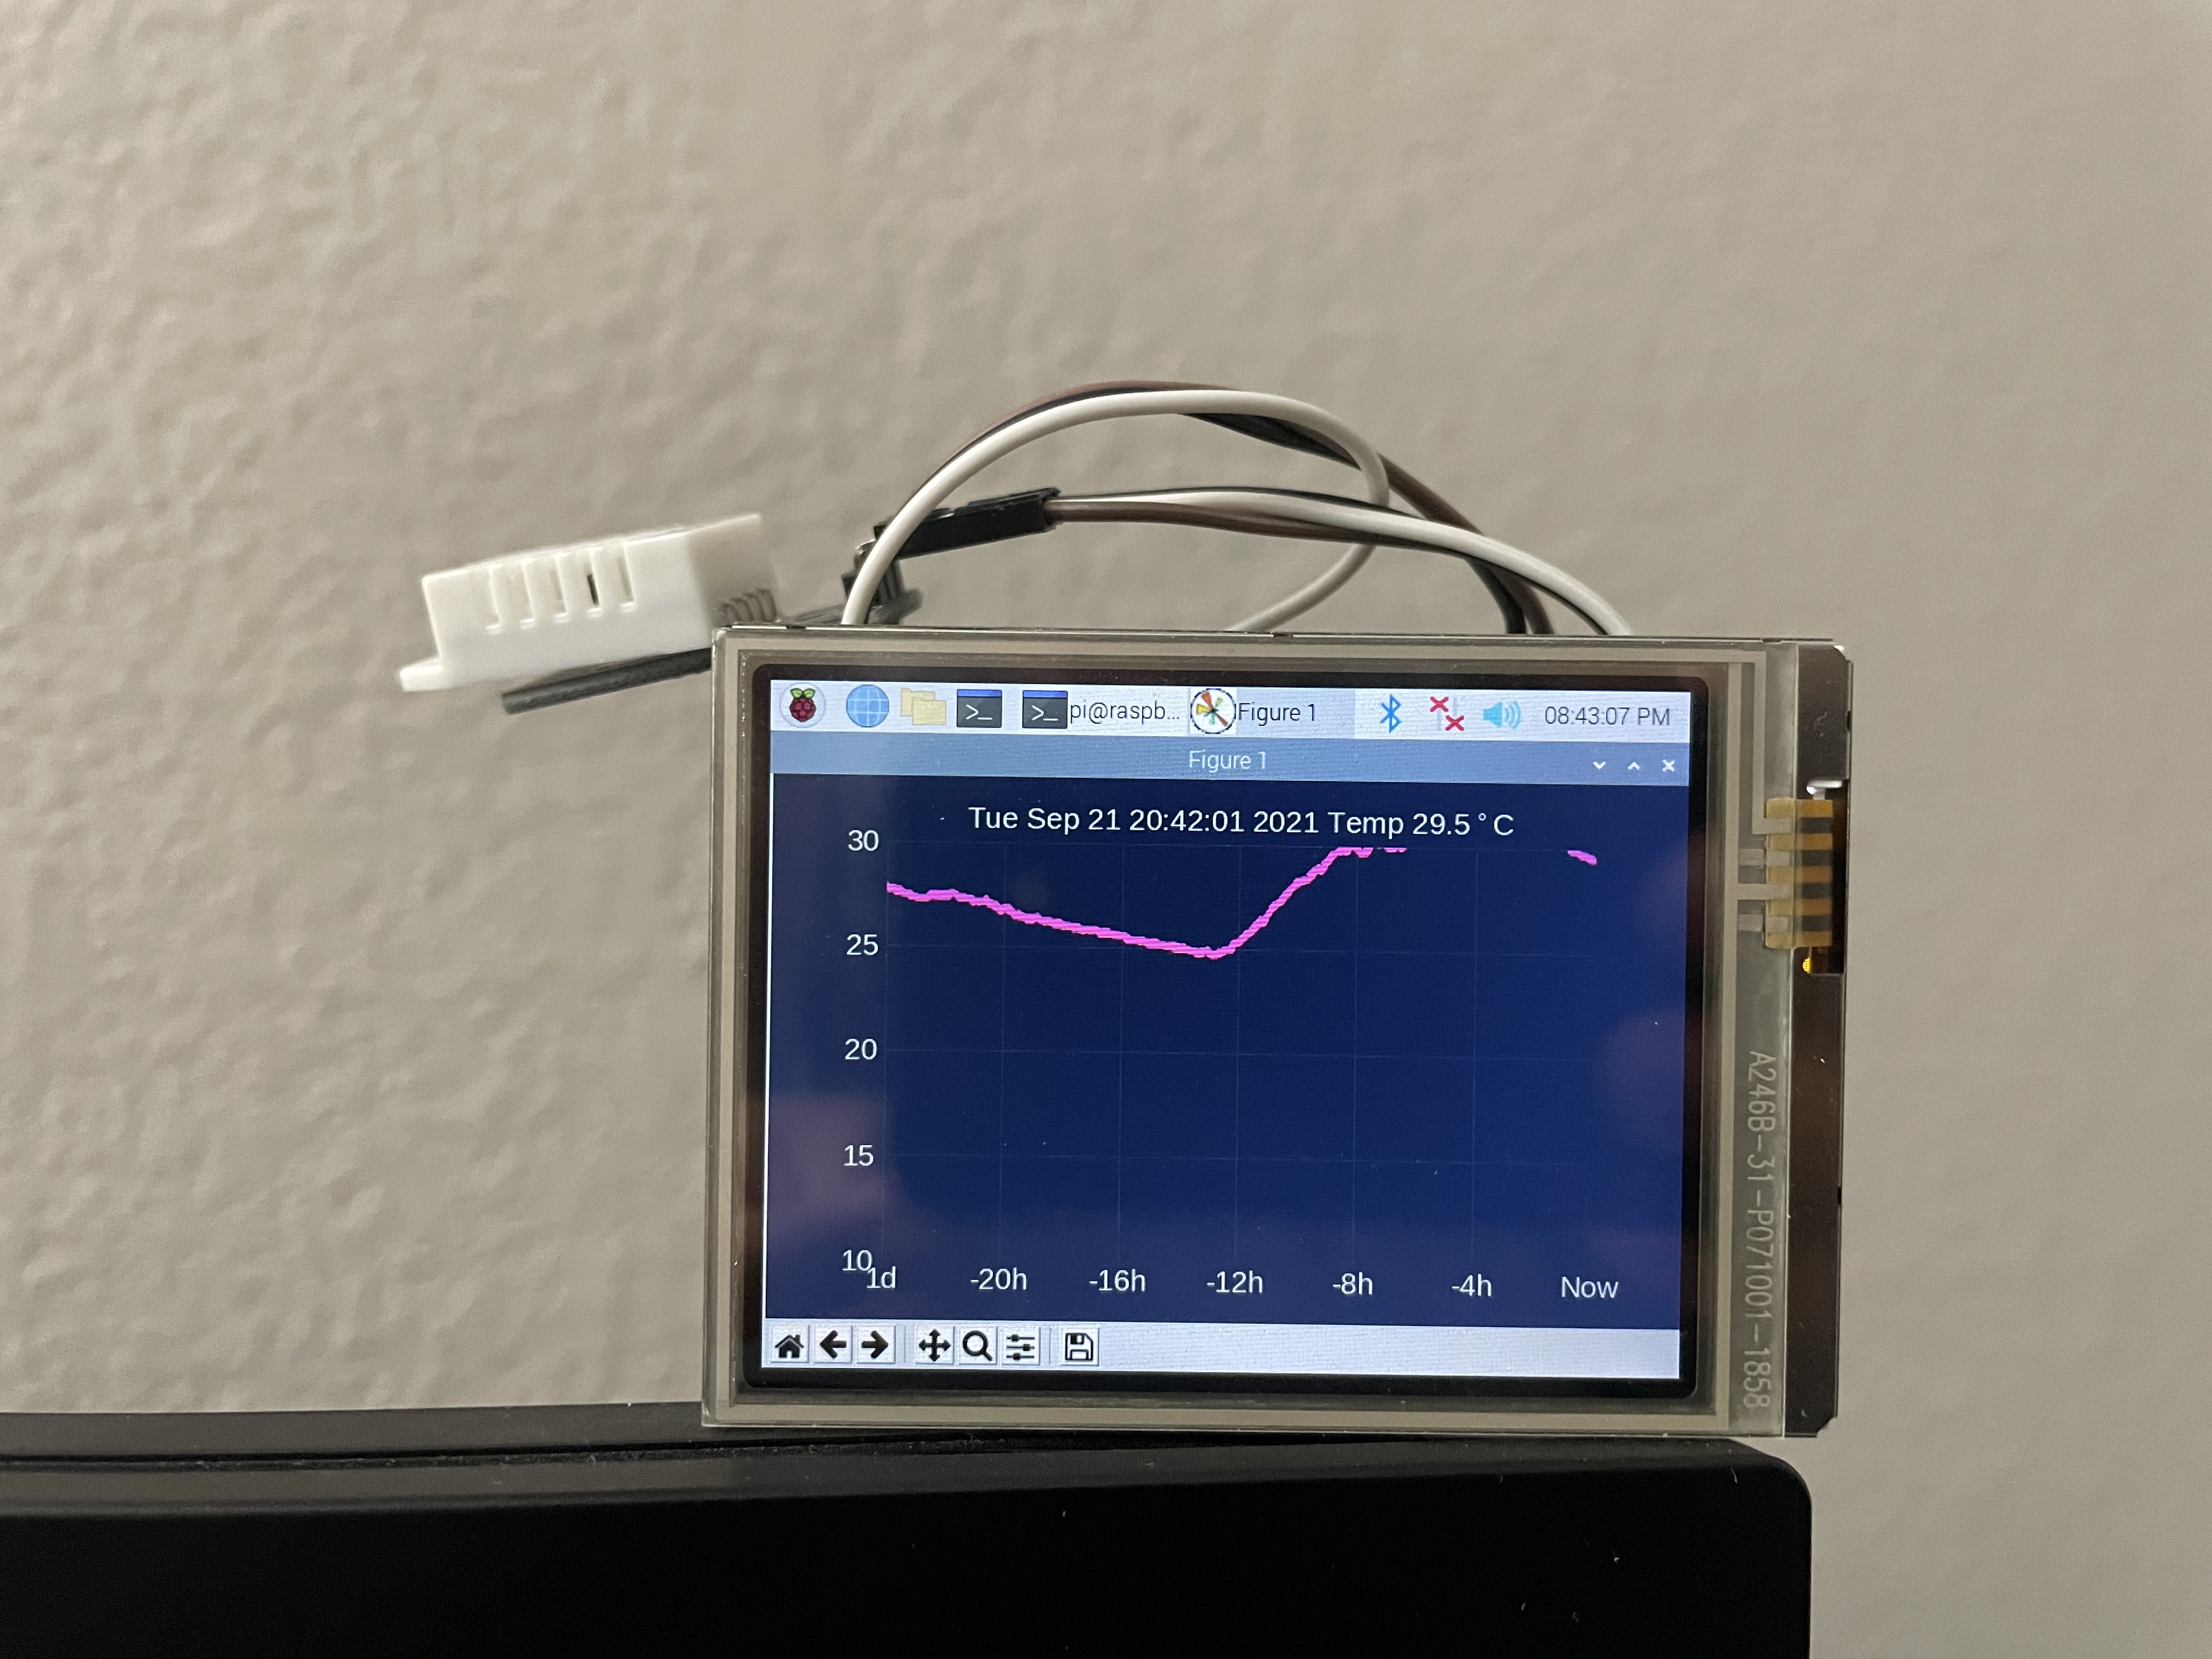 pi@raspb... Figure 1 08:43:07 PM
Figure 1
Tue Sep 21 20:42:01 2021 Temp 29.5 ° C
30
25
20
15
10
1d -20h -16h -12h -8h -4h Now
A246B-31-P071001-1858